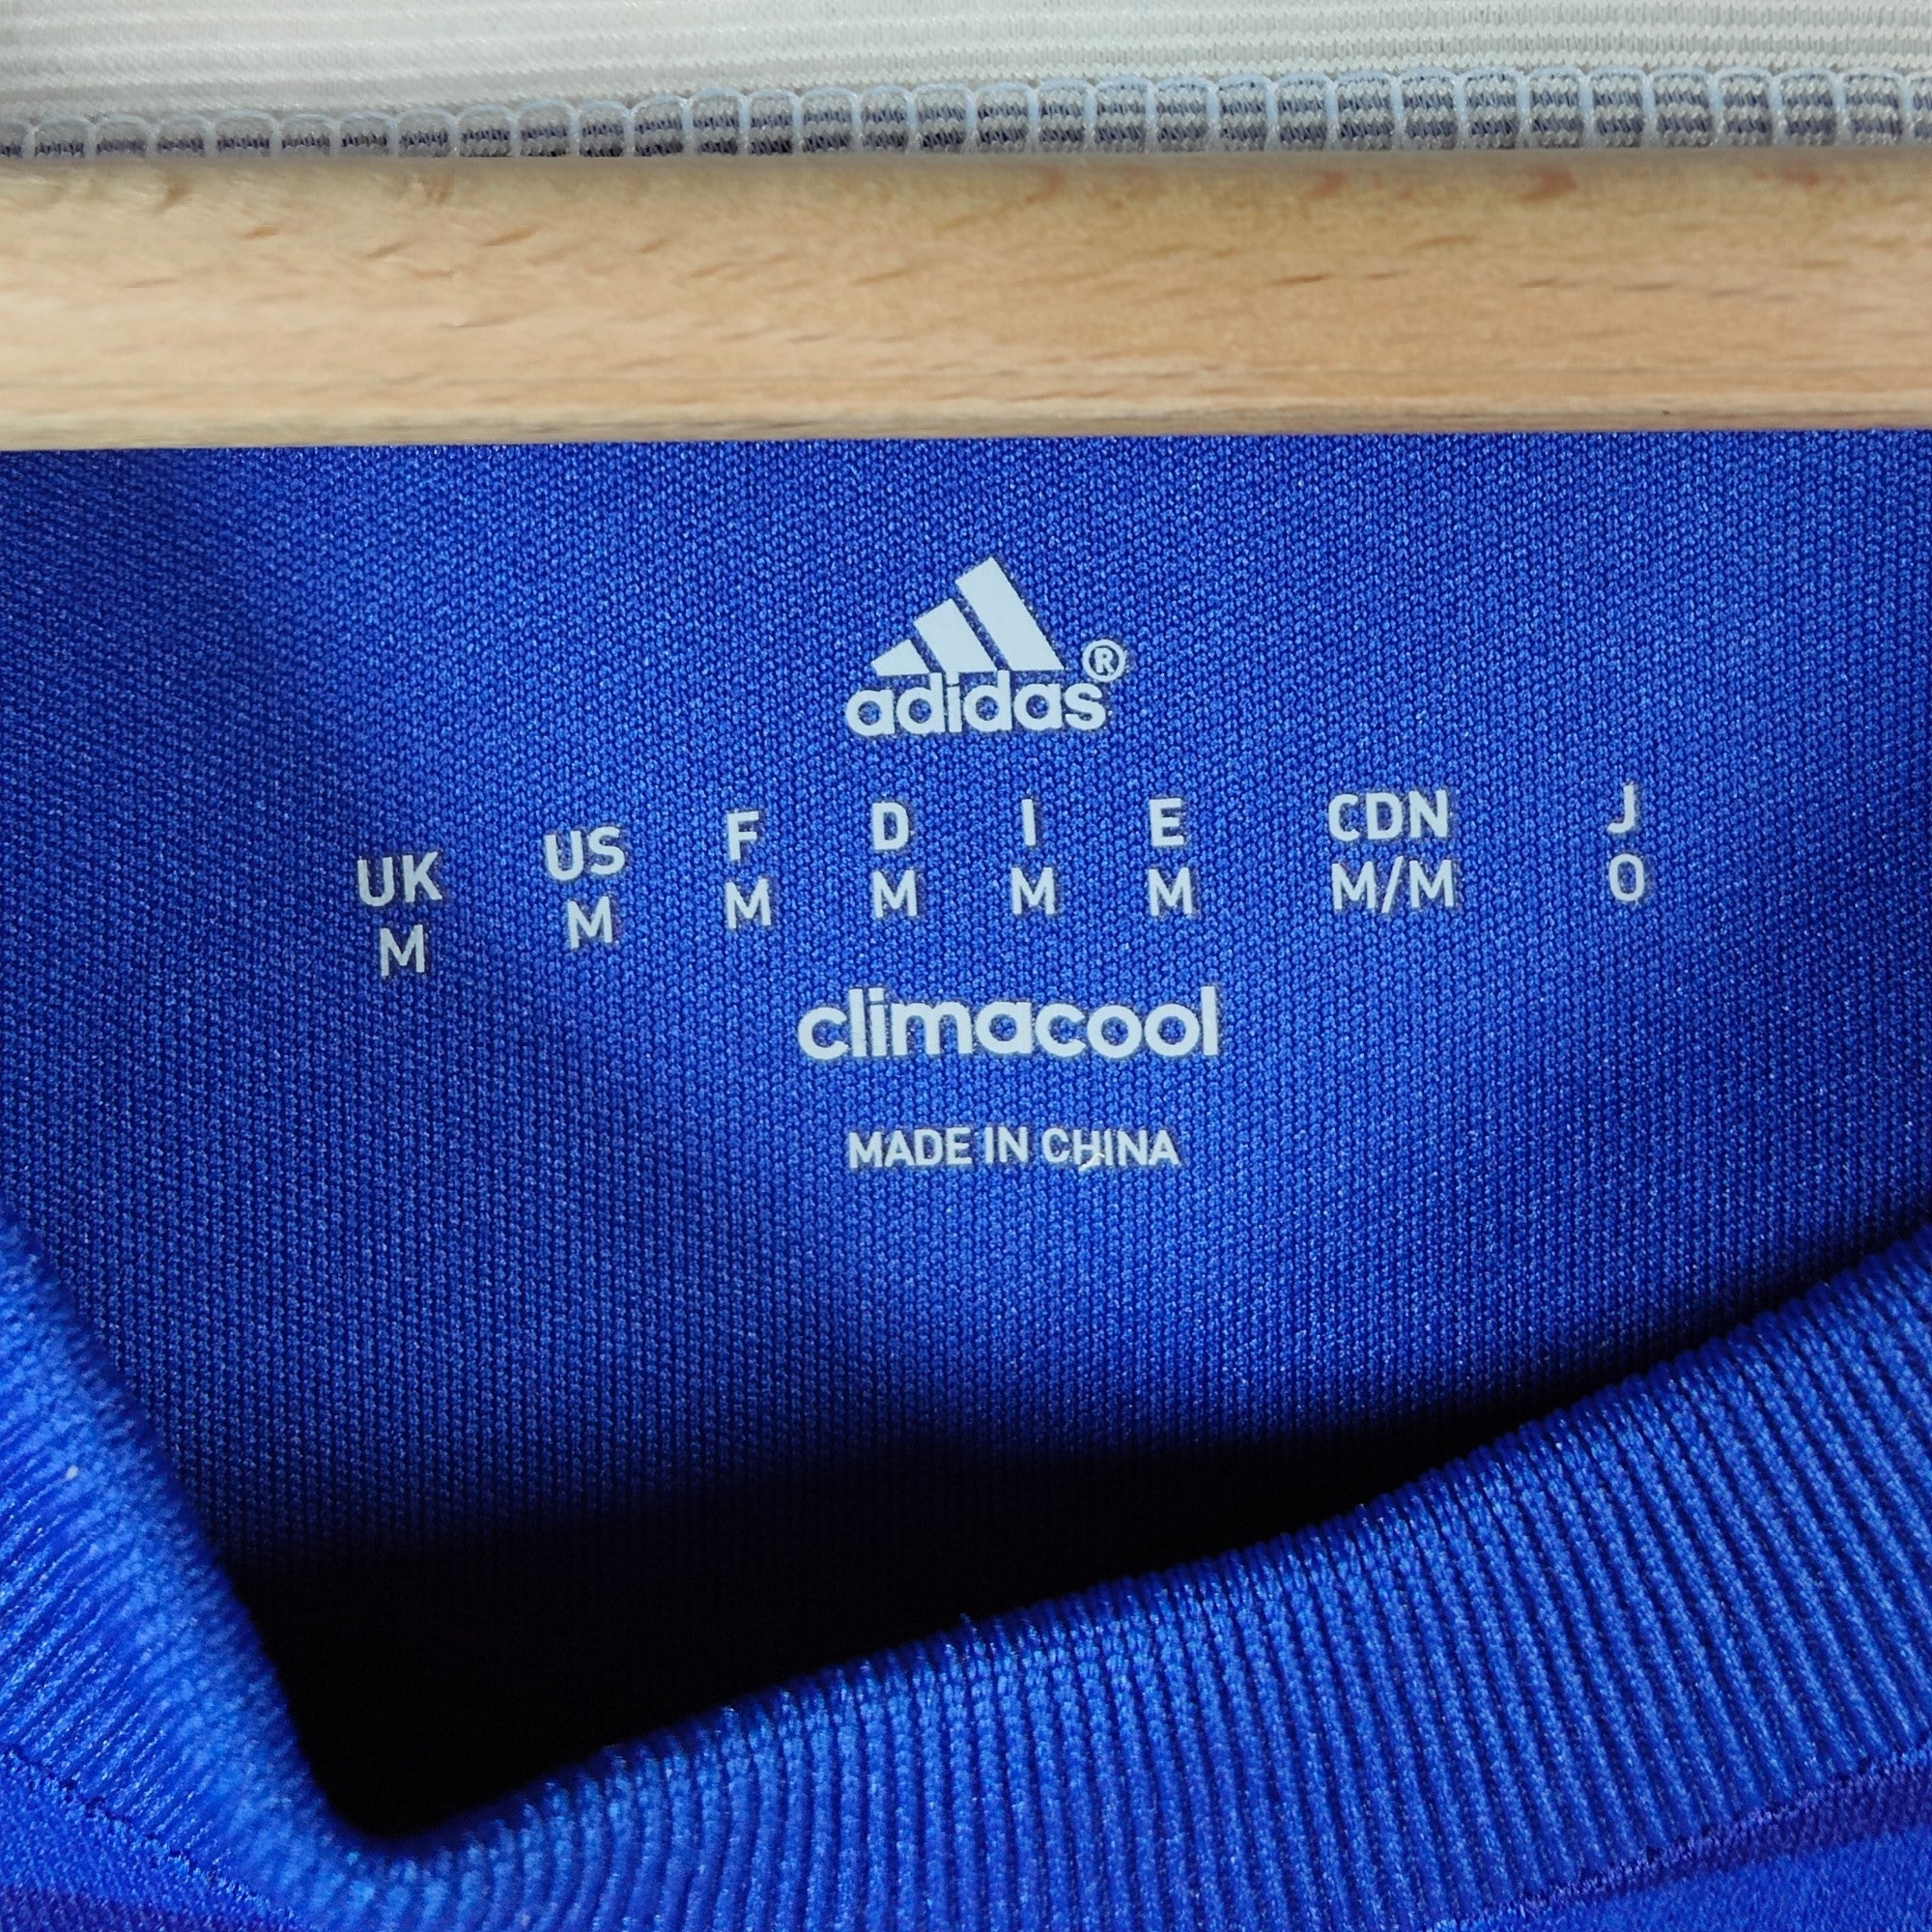 adidas®
UK US F D I E CDN J
M M M M M M M/M O
climacool
MADE IN CHINA